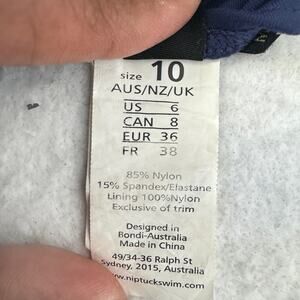 size 10
AUS/NZ/UK
US 6
CAN 8
EUR 36
FR 38
85% Nylon
15% Spandex/Elastane
Lining 100%Nylon
Exclusive of trim
Designed in
Bondi-Australia
Made in China
49/34-36 Ralph St
Sydney, 2015, Australia
www.niptuckswim.com